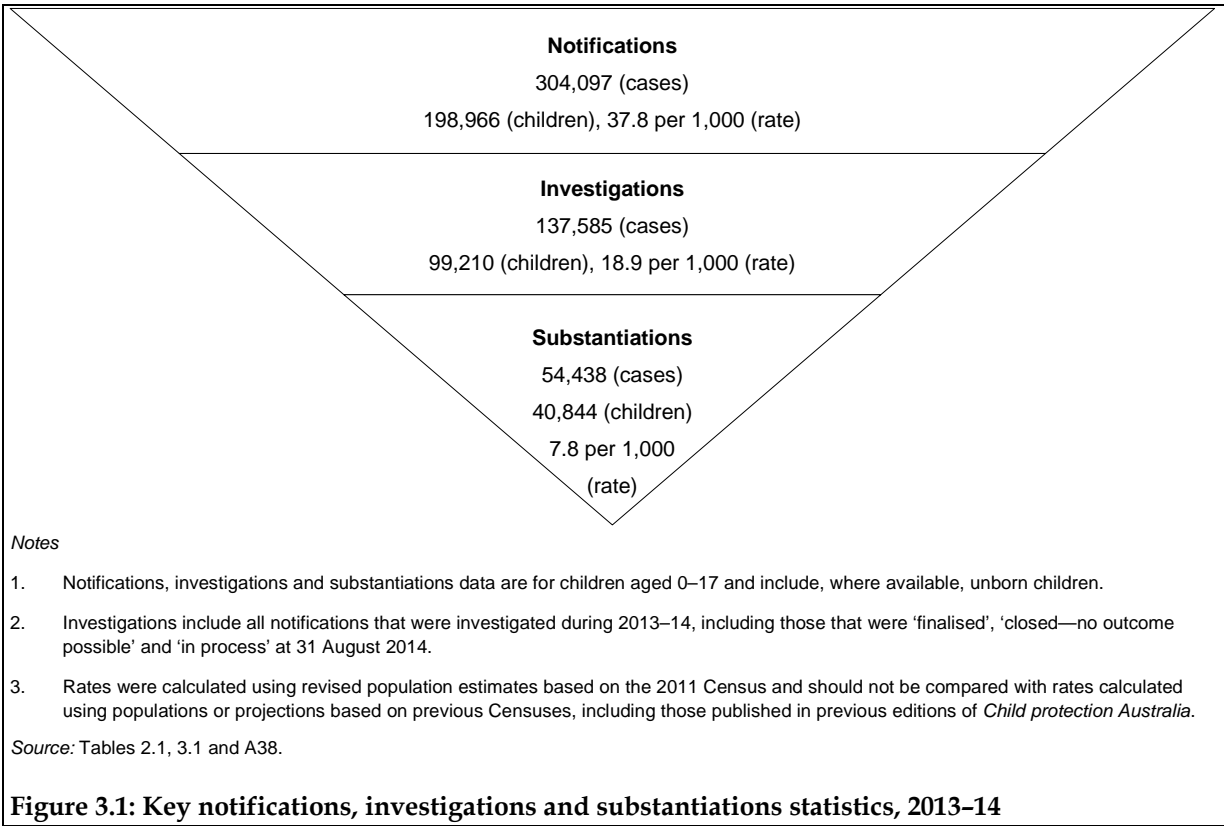 Notifications
304,097 (cases)
198,966 (children), 37.8 per 1,000 (rate)
Investigations
137,585 (cases)
99,210 (children), 18.9 per 1,000 (rate)
Substantiations
54,438 (cases)
40,844 (children)
7.8 per 1,000
(rate)
Notes
1. Notifications, investigations and substantiations data are for children aged 0–17 and include, where available, unborn children.
2. Investigations include all notifications that were investigated during 2013–14, including those that were ‘finalised’, ‘closed—no outcome
possible’ and ‘in process’ at 31 August 2014.
3. Rates were calculated using revised population estimates based on the 2011 Census and should not be compared with rates calculated
using populations or projections based on previous Censuses, including those published in previous editions of Child protection Australia.
Source: Tables 2.1, 3.1 and A38.
Figure 3.1: Key notifications, investigations and substantiations statistics, 2013–14